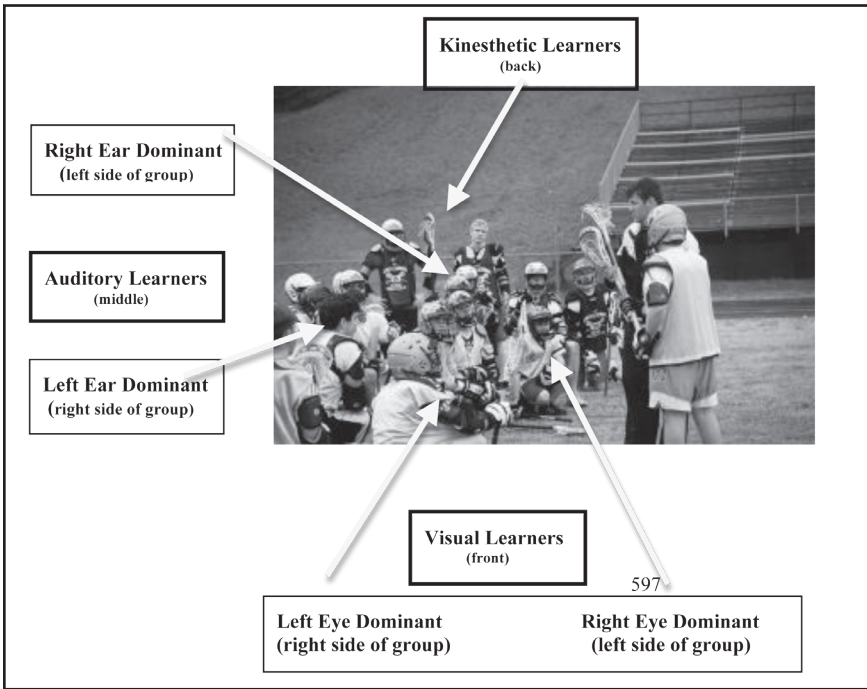 Kinesthetic Learners
(back)
Right Ear Dominant
(left side of group)
Auditory Learners
(middle)
Left Ear Dominant
(right side of group)
Visual Learners
(front)
597
Left Eye Dominant
(right side of group)
Right Eye Dominant
(left side of group)